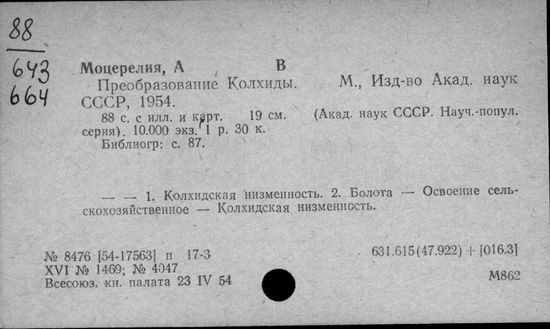 88
643
664
Моцерелия, А В
Преобразование Колхиды. М., Изд-во Акад. наук
СССР, 1954.
88 с. с илл. и карт. 19 см. (Акад. наук СССР. Науч.-попул.
серия). 10.000 экз. 1 р. 30 к.
Библиогр: с. 87.
— — 1. Колхидская низменность. 2. Болота — Освоение сель-
скохозяйственное — Колхидская низменность.
№ 8476 [54-17563] п 17-3 631.615(47.922) + [016.3]
XVI № 1469; № 4047
Всесоюз. кн. палата 23 IV 54 М862